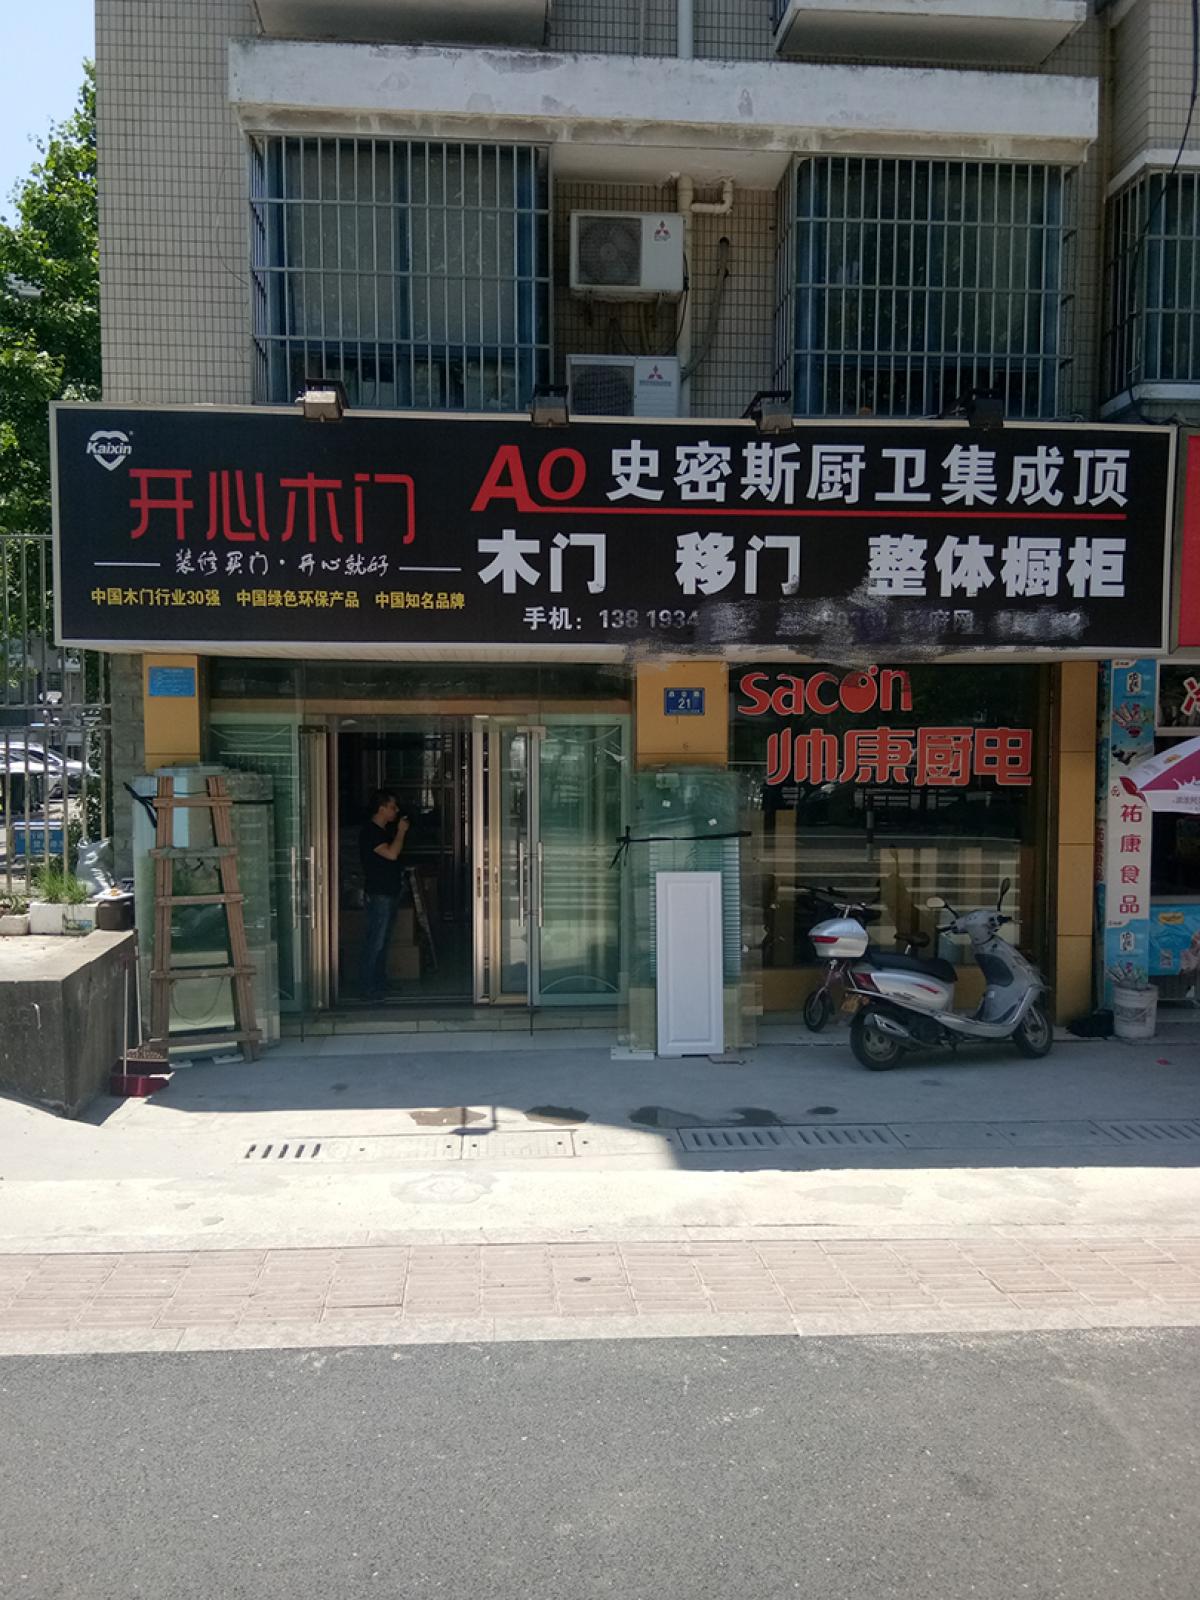 Kaixin
开心木门
装修买门·开心就好
中国木门行业30强 中国绿色环保产品 中国知名品牌
AO 史密斯厨卫集成顶
木门 移门 整体橱柜
手机：1381934
21
sacon
帅康厨电
祐康食品